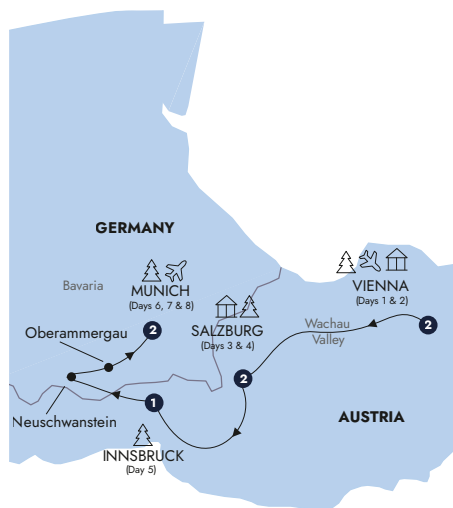 GERMANY
Bavaria
MUNICH
(Days 6, 7 & 8)
2
Oberammergau
Neuschwanstein
SALZBURG
(Days 3 & 4)
2
VIENNA
(Days 1 & 2)
2
Wachau
Valley
1
INNSBRUCK
(Day 5)
AUSTRIA